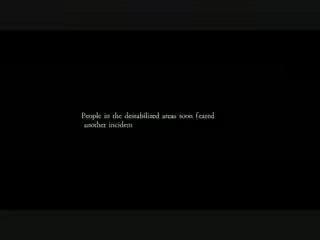 People in the destabilized areas soon feared
another incident